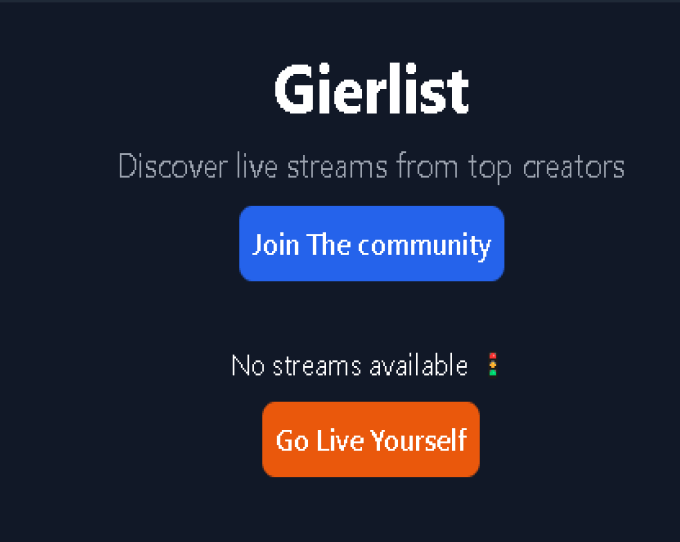 Gierlist
Discover live streams from top creators
Join The community
No streams available 🚦
Go Live Yourself